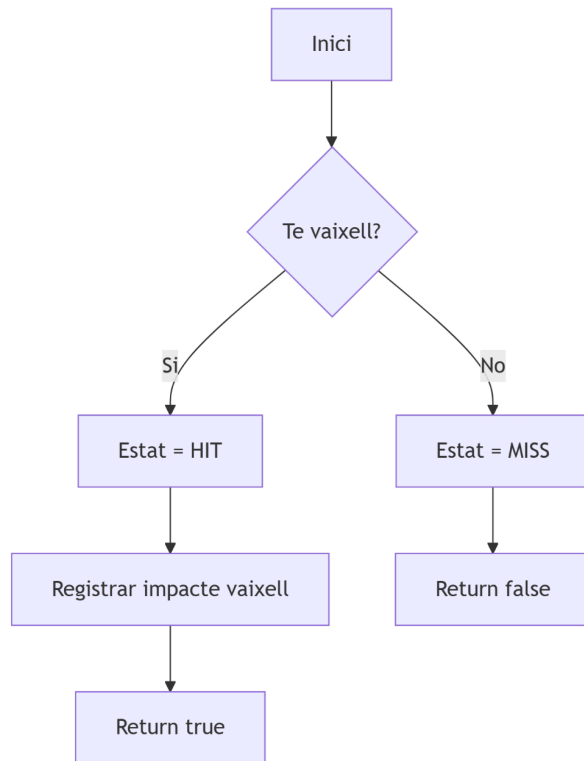 Inici
Te vaixell?
Si
No
Estat = HIT
Estat = MISS
Registrar impacte vaixell
Return false
Return true